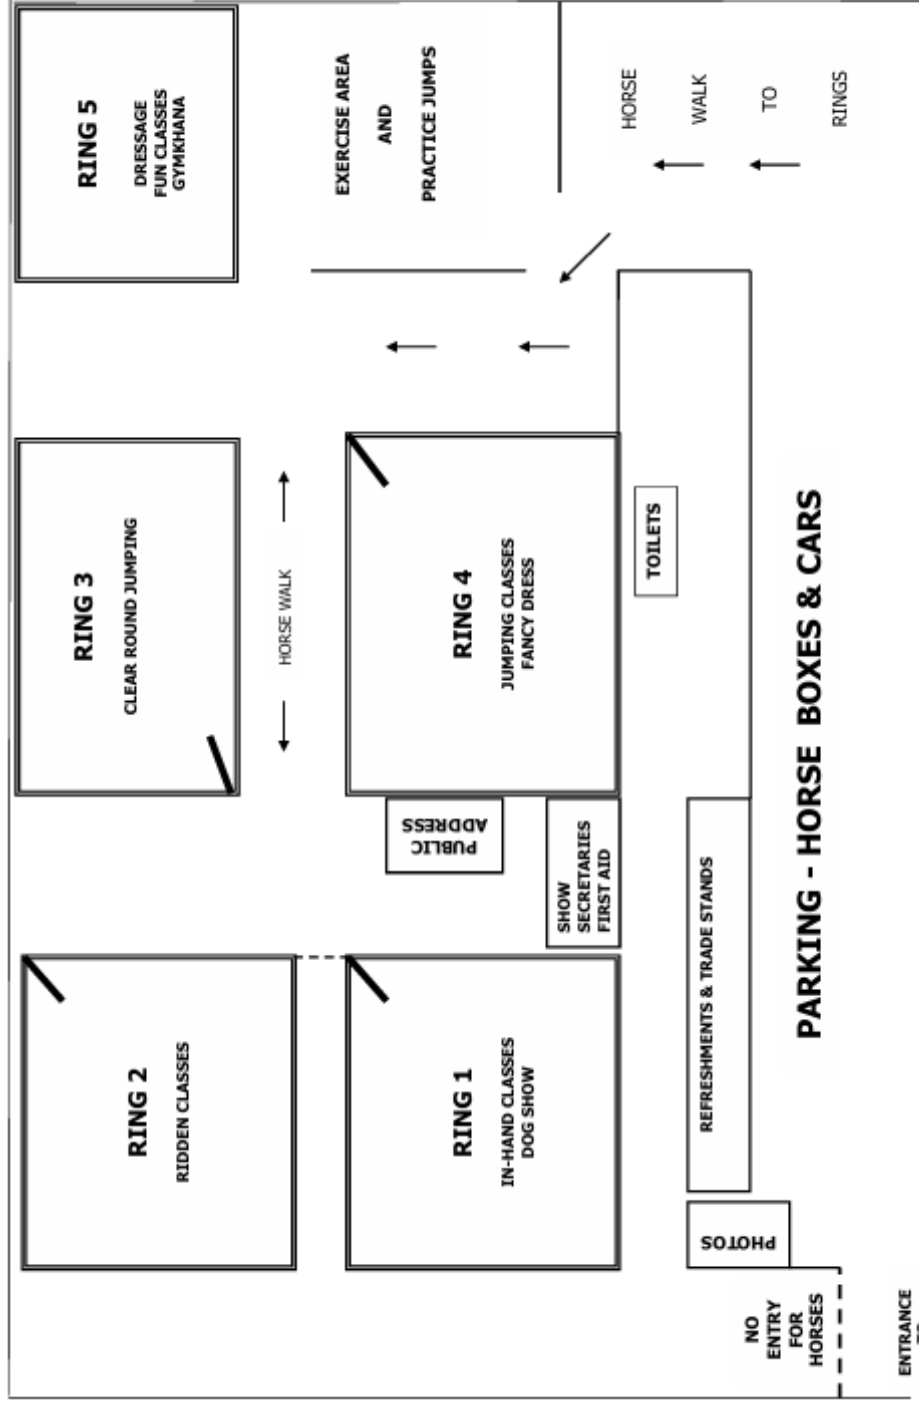 RING 2
RIDDEN CLASSES
RING 3
CLEAR ROUND JUMPING
RING 5
DRESSAGE
FUN CLASSES
GYMKHANA
HORSE WALK
EXERCISE AREA
AND
PRACTICE JUMPS
RING 1
IN-HAND CLASSES
DOG SHOW
PUBLIC
ADDRESS
SHOW
SECRETARIES
FIRST AID
RING 4
JUMPING CLASSES
FANCY DRESS
TOILETS
HORSE
WALK
TO
RINGS
PHOTOS
REFRESHMENTS & TRADE STANDS
NO
ENTRY
FOR
HORSES
PARKING - HORSE BOXES & CARS
ENTRANCE